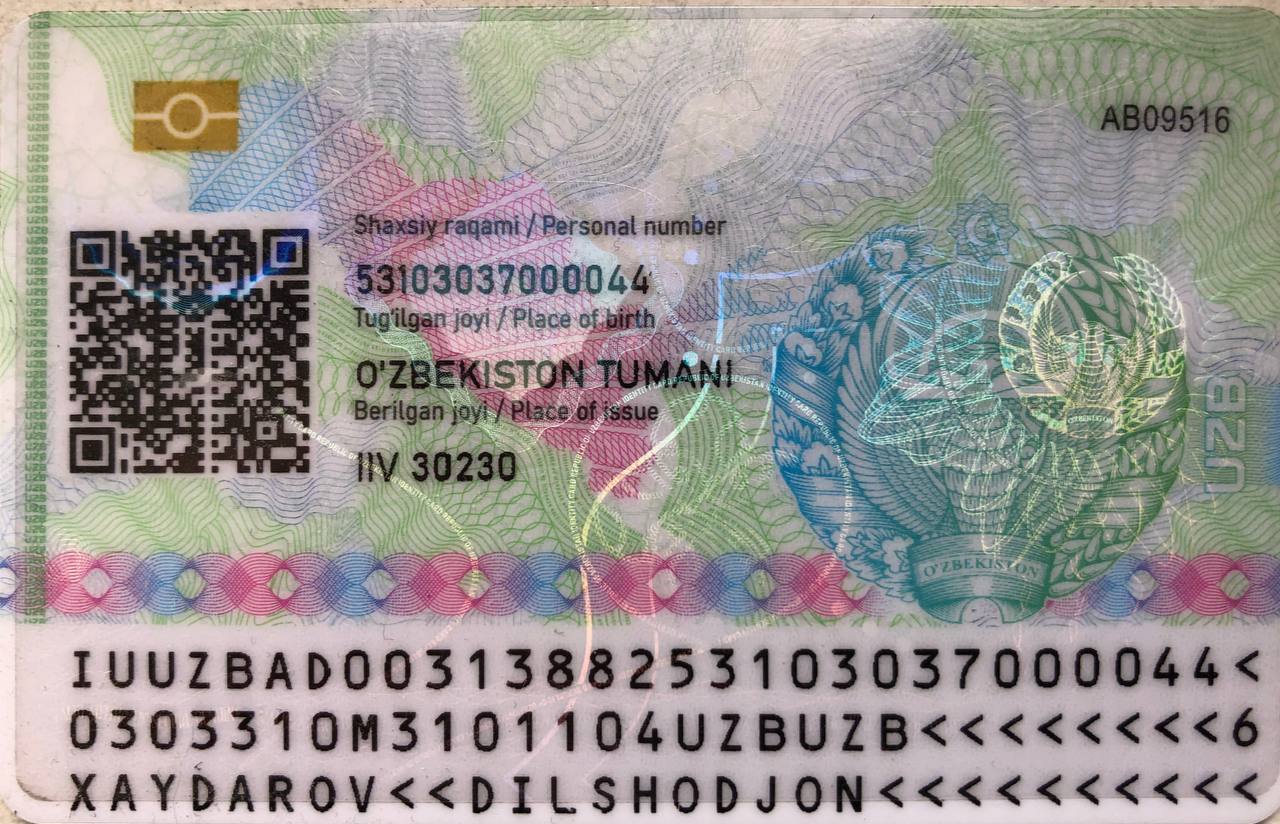 AB09516
Shaxsiy raqami / Personal number
53103037000044
Tug'ilgan joyi / Place of birth
O'ZBEKISTON TUMANI
Berilgan joyi / Place of issue
IIV 30230
UZB
O'ZBEKISTON
IUUZBAD0031388253103037000044<
0303310M3101104UZBUZB<<<<<<<<6
XAYDAROV<<DILSHODJON<<<<<<<<<<